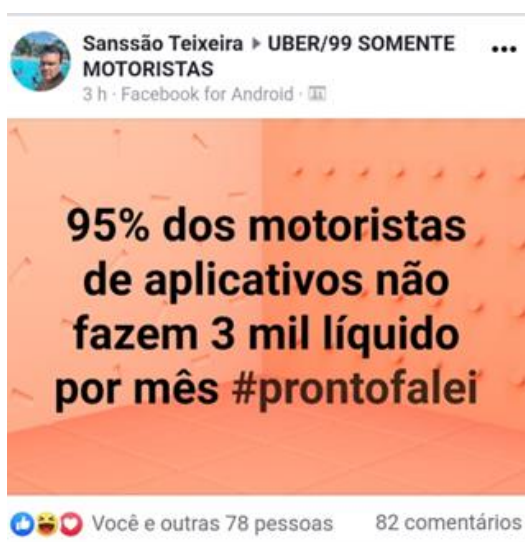 Sanssão Teixeira ▸ UBER/99 SOMENTE
MOTORISTAS
3 h · Facebook for Android ·
95% dos motoristas
de aplicativos não
fazem 3 mil líquido
por mês #prontofalei
Você e outras 78 pessoas 82 comentários